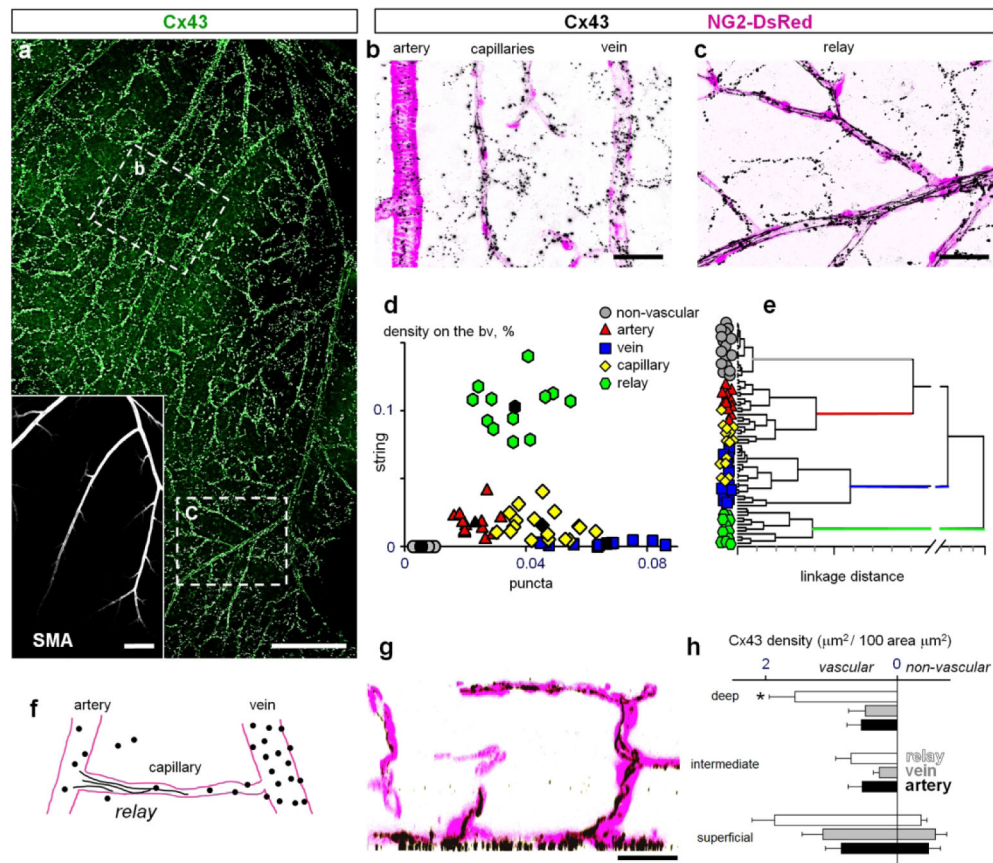 Cx43
Cx43 NG2-DsRed
a
b
c
SMA
b
artery capillaries vein
c
relay
d
density on the bv, %
non-vascular
artery
vein
capillary
relay
0.1
string
0
0.04 0.08
puncta
e
linkage distance
f
artery vein
capillary
relay
g
h
Cx43 density (μm2/ 100 area μm2)
2 0
vascular non-vascular
deep
*
intermediate
relay
vein
artery
superficial